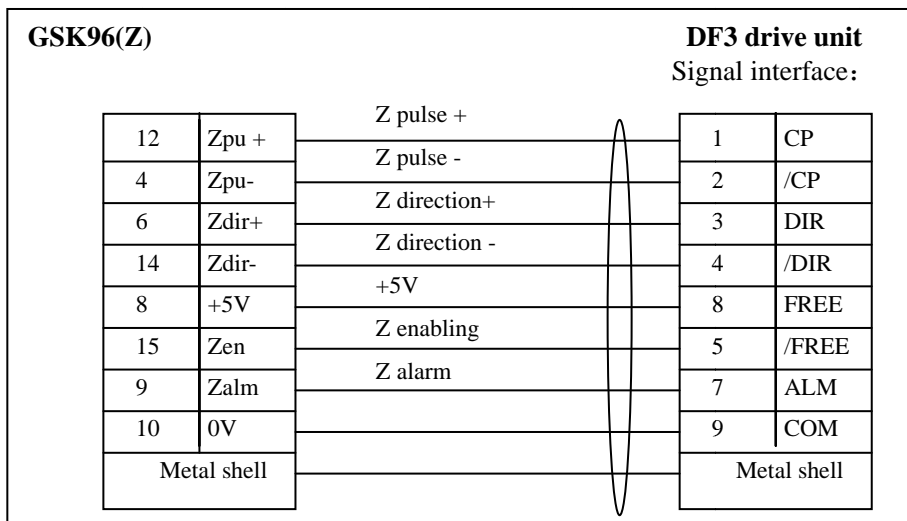 GSK96(Z) DF3 drive unit
Signal interface：
Z pulse +
12 Zpu + 1 CP
Z pulse -
4 Zpu- 2 /CP
Z direction+
6 Zdir+ 3 DIR
Z direction -
14 Zdir- 4 /DIR
+5V
8 +5V 8 FREE
Z enabling
15 Zen 5 /FREE
Z alarm
9 Zalm 7 ALM
10 0V 9 COM
Metal shell Metal shell